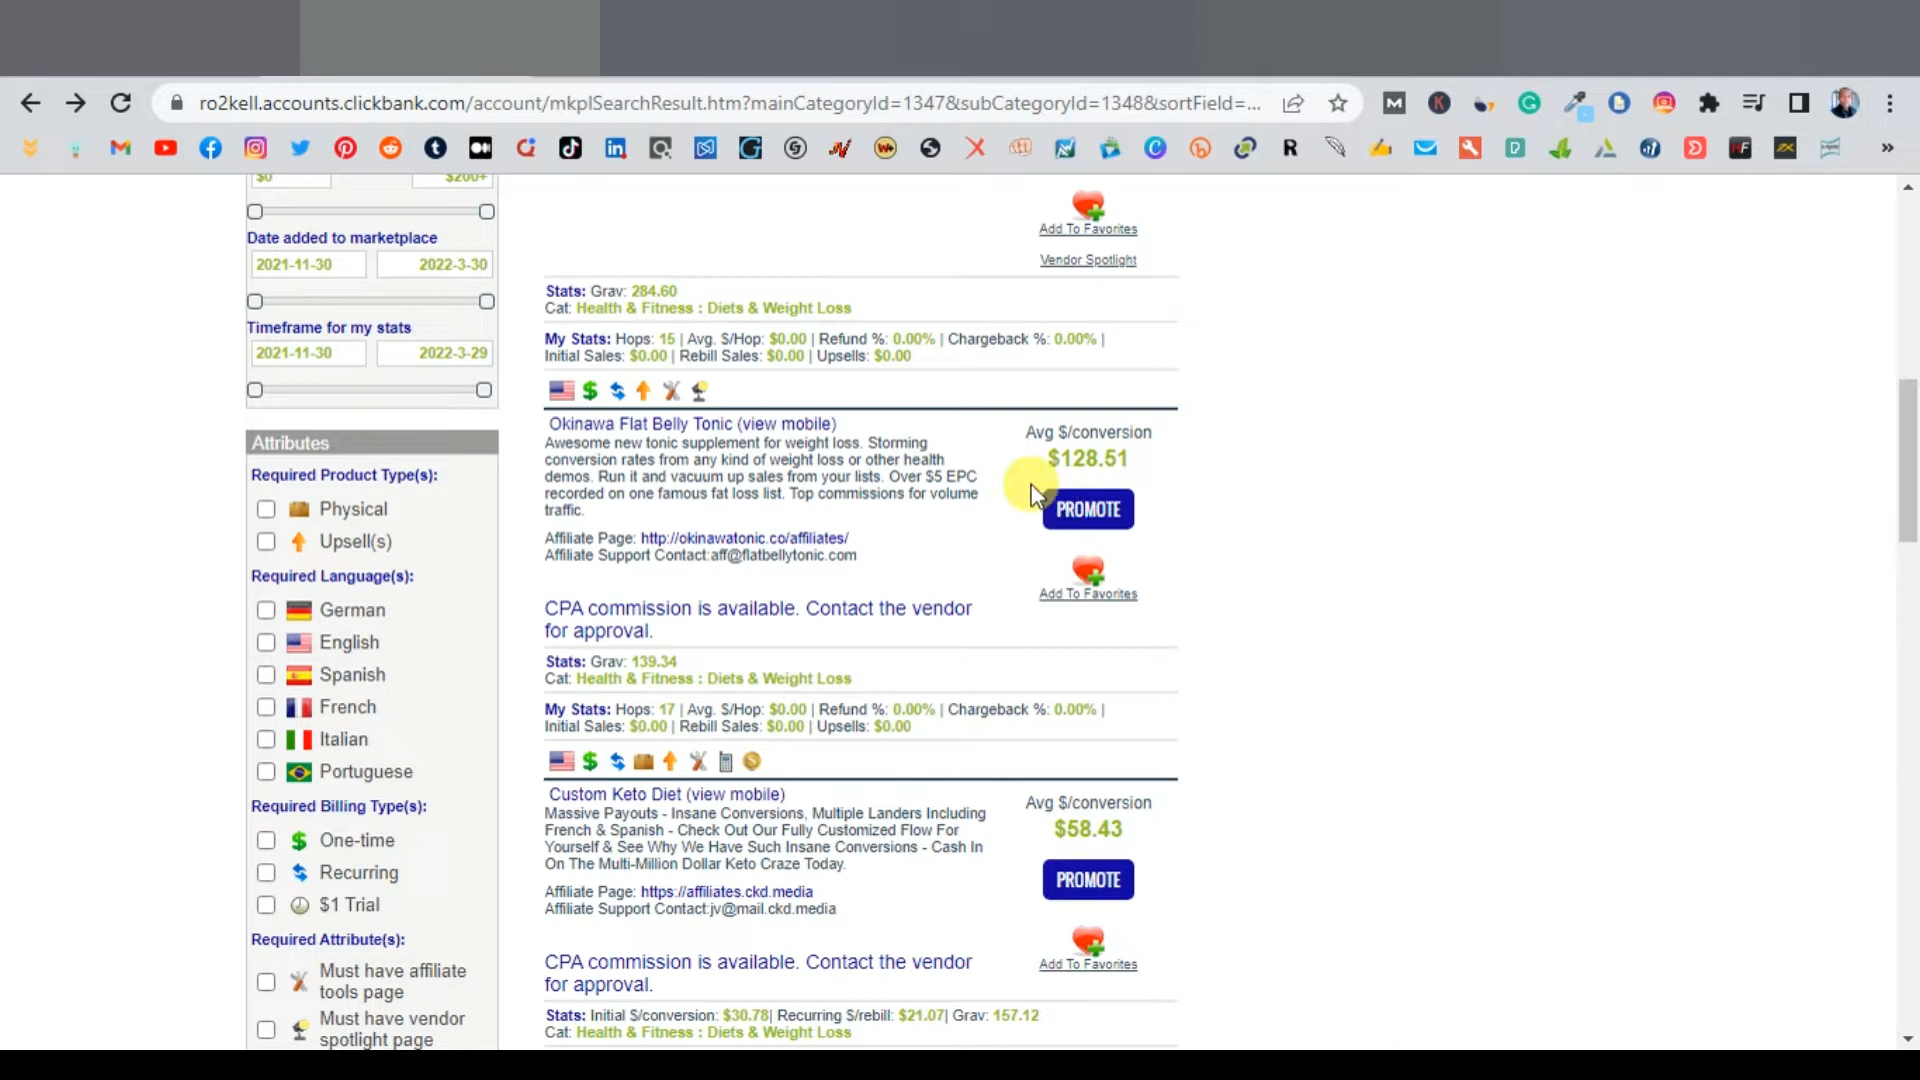 ro2kell.accounts.clickbank.com/account/mkplSearchResult.htm?mainCategoryId=1347&subCategoryId=1348&sortField=...
$0 $200+
Date added to marketplace
2021-11-30 2022-3-30
Timeframe for my stats
2021-11-30 2022-3-29
Attributes
Required Product Type(s):
Physical
Upsell(s)
Required Language(s):
German
English
Spanish
French
Italian
Portuguese
Required Billing Type(s):
One-time
Recurring
$1 Trial
Required Attribute(s):
Must have affiliate
tools page
Must have vendor
spotlight page
Add To Favorites
Vendor Spotlight
Stats: Grav: 284.60
Cat: Health & Fitness : Diets & Weight Loss
My Stats: Hops: 15 | Avg. $/Hop: $0.00 | Refund %: 0.00% | Chargeback %: 0.00% |
Initial Sales: $0.00 | Rebill Sales: $0.00 | Upsells: $0.00
Okinawa Flat Belly Tonic (view mobile)
Awesome new tonic supplement for weight loss. Storming
conversion rates from any kind of weight loss or other health
demos. Run it and vacuum up sales from your lists. Over $5 EPC
recorded on one famous fat loss list. Top commissions for volume
traffic.
Affiliate Page: http://okinawatonic.co/affiliates/
Affiliate Support Contact:aff@flatbellytonic.com
Avg $/conversion
$128.51
PROMOTE
Add To Favorites
CPA commission is available. Contact the vendor
for approval.
Stats: Grav: 139.34
Cat: Health & Fitness : Diets & Weight Loss
My Stats: Hops: 17 | Avg. $/Hop: $0.00 | Refund %: 0.00% | Chargeback %: 0.00% |
Initial Sales: $0.00 | Rebill Sales: $0.00 | Upsells: $0.00
Custom Keto Diet (view mobile)
Massive Payouts - Insane Conversions, Multiple Landers Including
French & Spanish - Check Out Our Fully Customized Flow For
Yourself & See Why We Have Such Insane Conversions - Cash In
On The Multi-Million Dollar Keto Craze Today.
Affiliate Page: https://affiliates.ckd.media
Affiliate Support Contact:jv@mail.ckd.media
Avg $/conversion
$58.43
PROMOTE
Add To Favorites
CPA commission is available. Contact the vendor
for approval.
Stats: Initial $/conversion: $30.78| Recurring $/rebill: $21.07| Grav: 157.12
Cat: Health & Fitness : Diets & Weight Loss